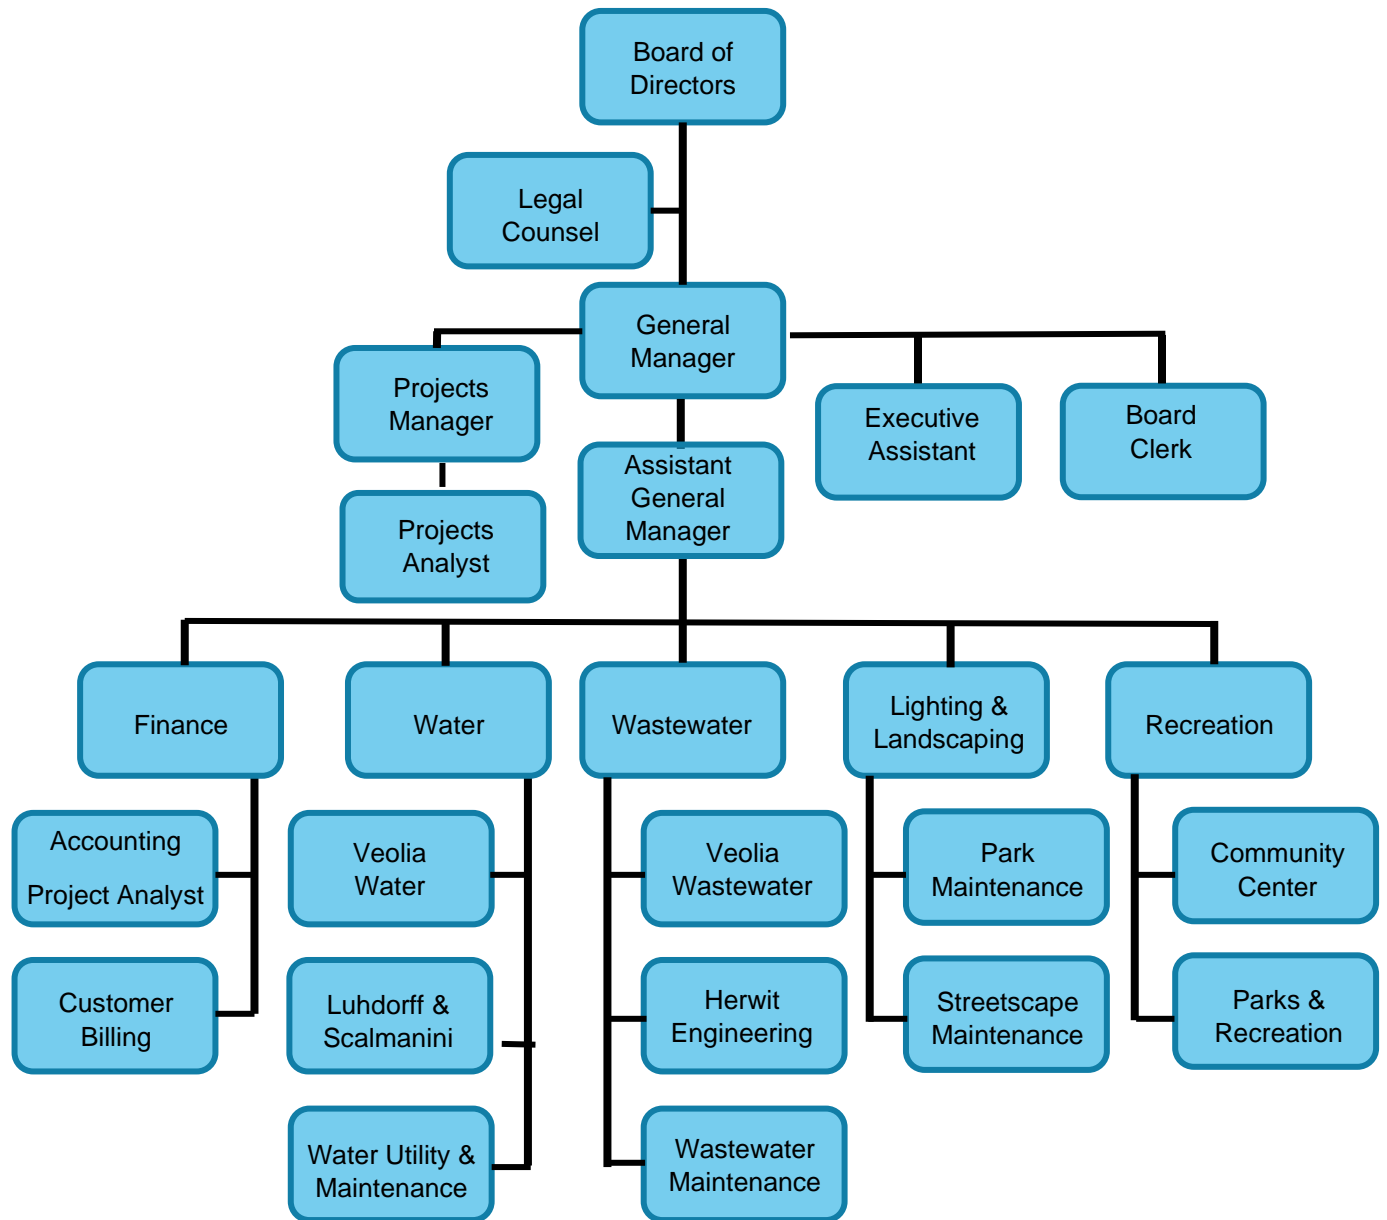 Board of
Directors
Legal
Counsel
General
Manager
Projects
Manager
Executive
Assistant
Board
Clerk
Assistant
General
Manager
Projects
Analyst
Finance
Water
Wastewater
Lighting &
Landscaping
Recreation
Accounting
Project Analyst
Veolia
Water
Veolia
Wastewater
Park
Maintenance
Community
Center
Customer
Billing
Luhdorff &
Scalmanini
Herwit
Engineering
Streetscape
Maintenance
Parks &
Recreation
Water Utility &
Maintenance
Wastewater
Maintenance